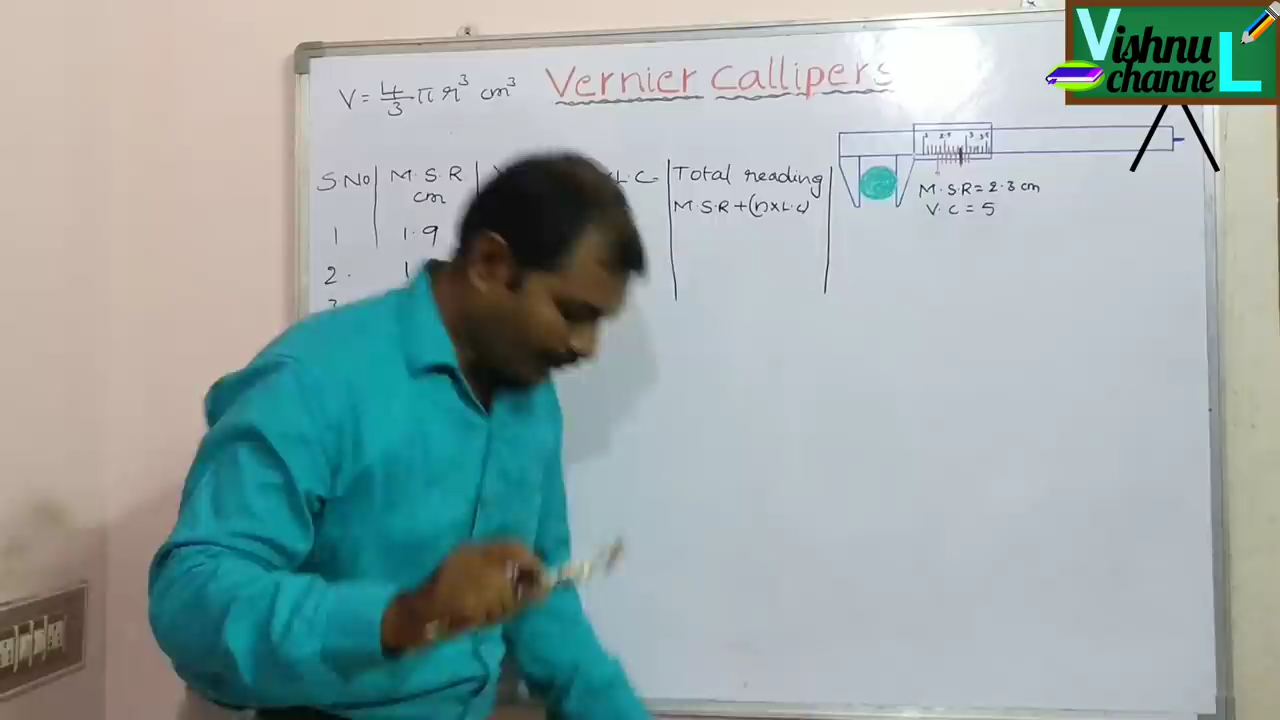 V = 4/3 π r³ cm³
Vernier Callipers
Vishnu
channeL
S.NO
M.S.R
cm
L.C
Total reading
M.S.R + (n×L.C)
1
1.9
2.
M.S.R = 2.3 cm
V.C = 5